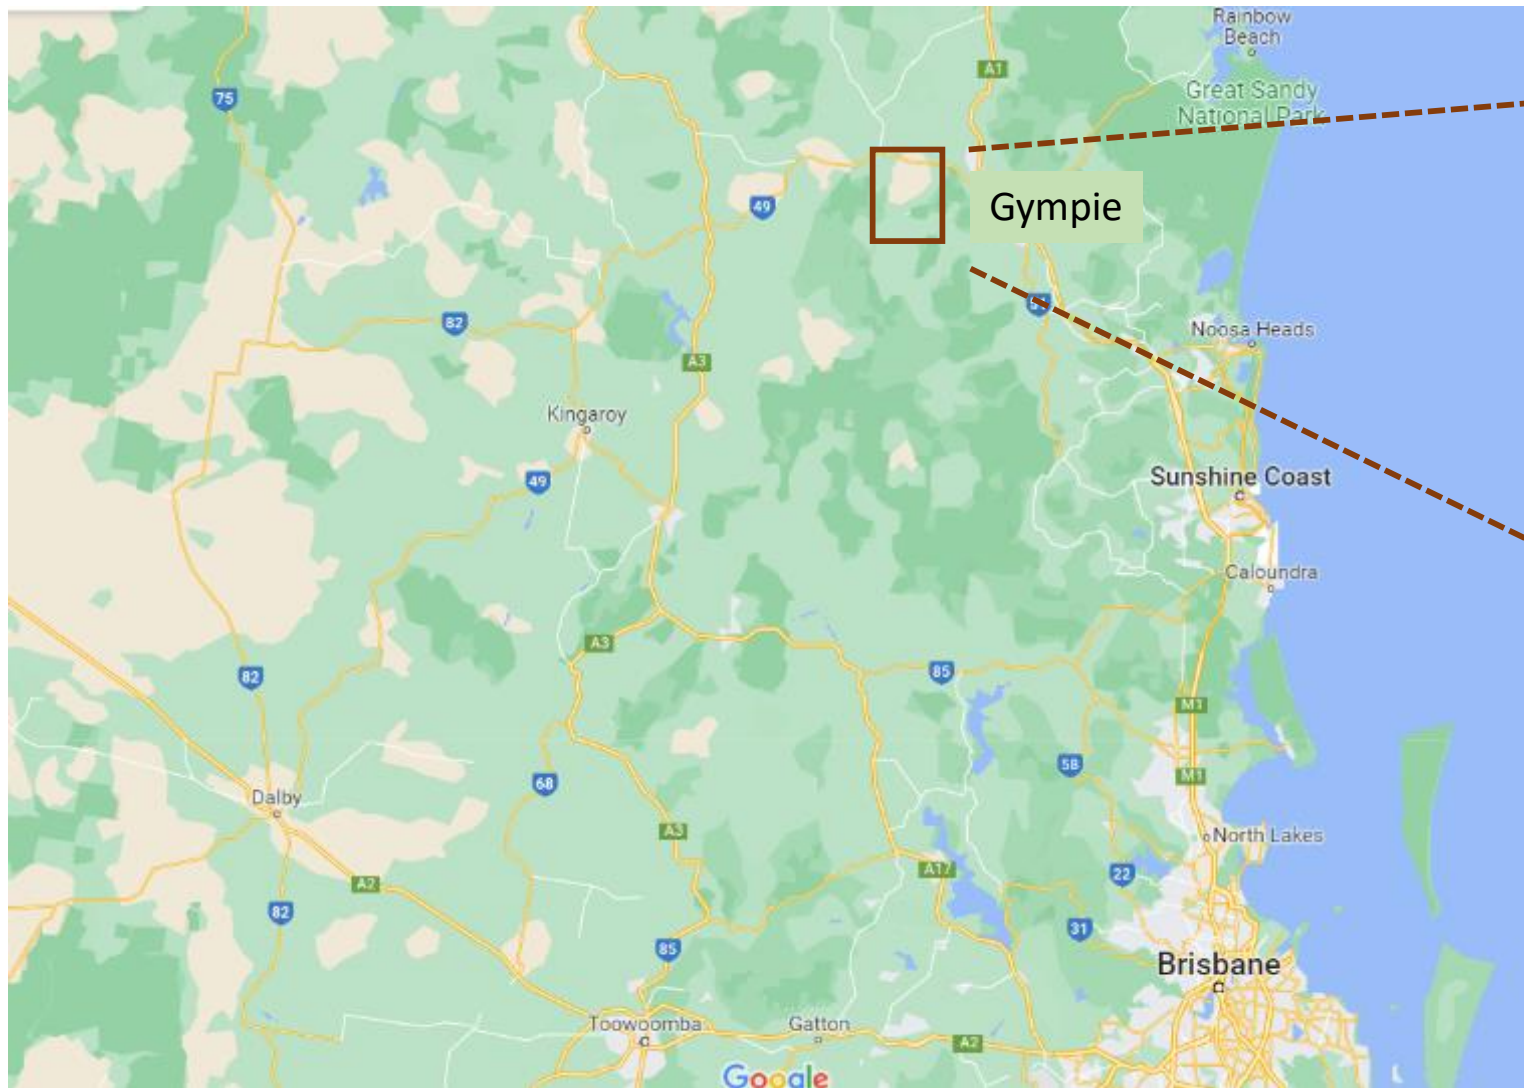 Rainbow
Beach
A1
75
Great Sandy
National Park
49
Gympie
51
82
Noosa Heads
A3
Kingaroy
49
Sunshine Coast
Caloundra
A3
82
85
M1
58
M1
68
Dalby
A3
North Lakes
A17
22
A2
82
31
85
Brisbane
Toowoomba
Gatton
A2
Google